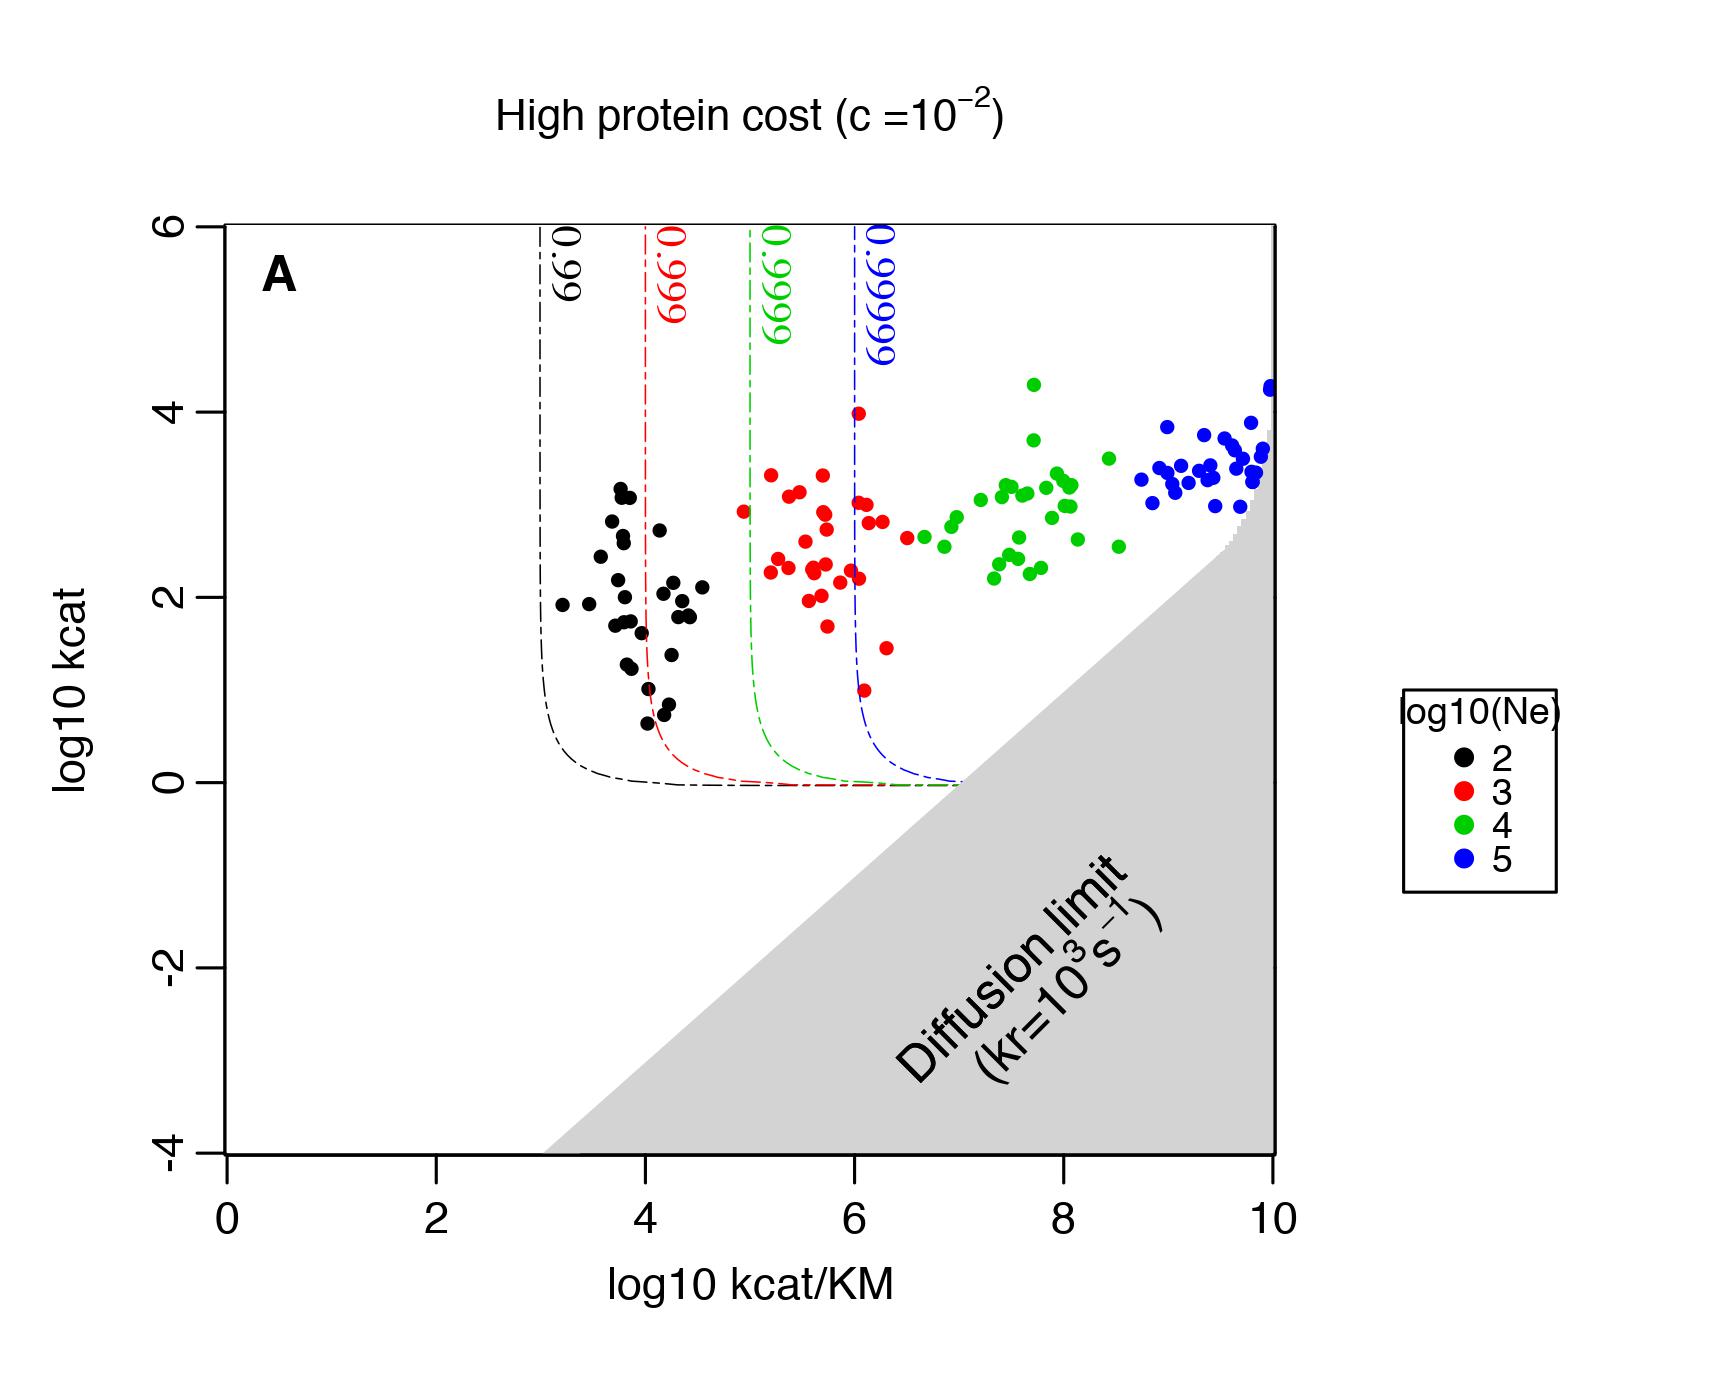 High protein cost (c =10⁻²)
A
0.99
0.999
0.9999
0.99999
6
4
2
0
-2
-4
log10 kcat
Diffusion limit
(kr=10³s⁻¹)
0 2 4 6 8 10
log10 kcat/KM
log10(Ne)
2
3
4
5